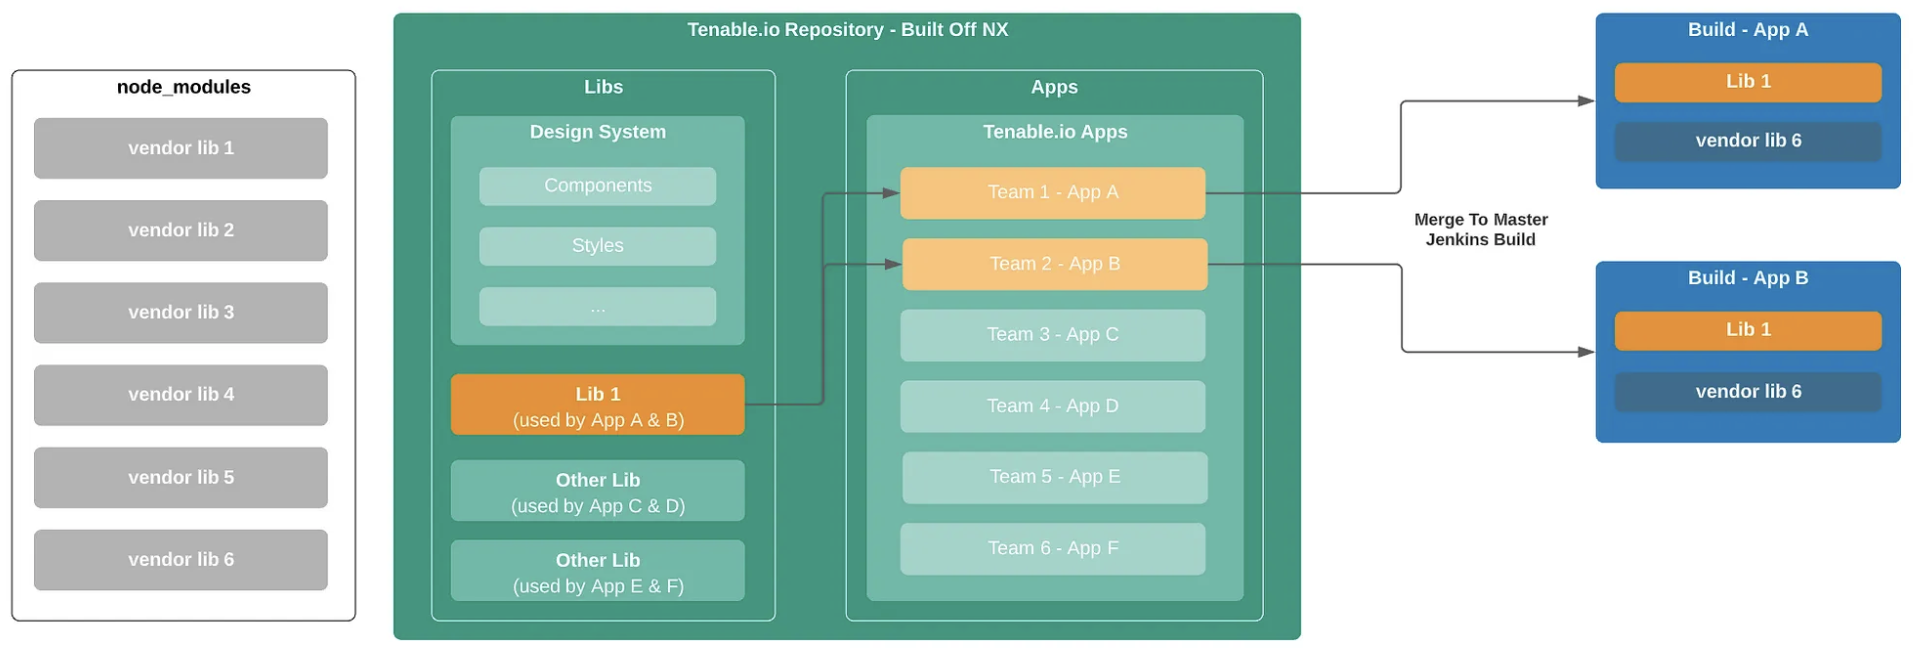 node_modules
vendor lib 1
vendor lib 2
vendor lib 3
vendor lib 4
vendor lib 5
vendor lib 6
Tenable.io Repository - Built Off NX
Libs
Design System
Components
Styles
...
Lib 1
(used by App A & B)
Other Lib
(used by App C & D)
Other Lib
(used by App E & F)
Apps
Tenable.io Apps
Team 1 - App A
Team 2 - App B
Team 3 - App C
Team 4 - App D
Team 5 - App E
Team 6 - App F
Merge To Master
Jenkins Build
Build - App A
Lib 1
vendor lib 6
Build - App B
Lib 1
vendor lib 6